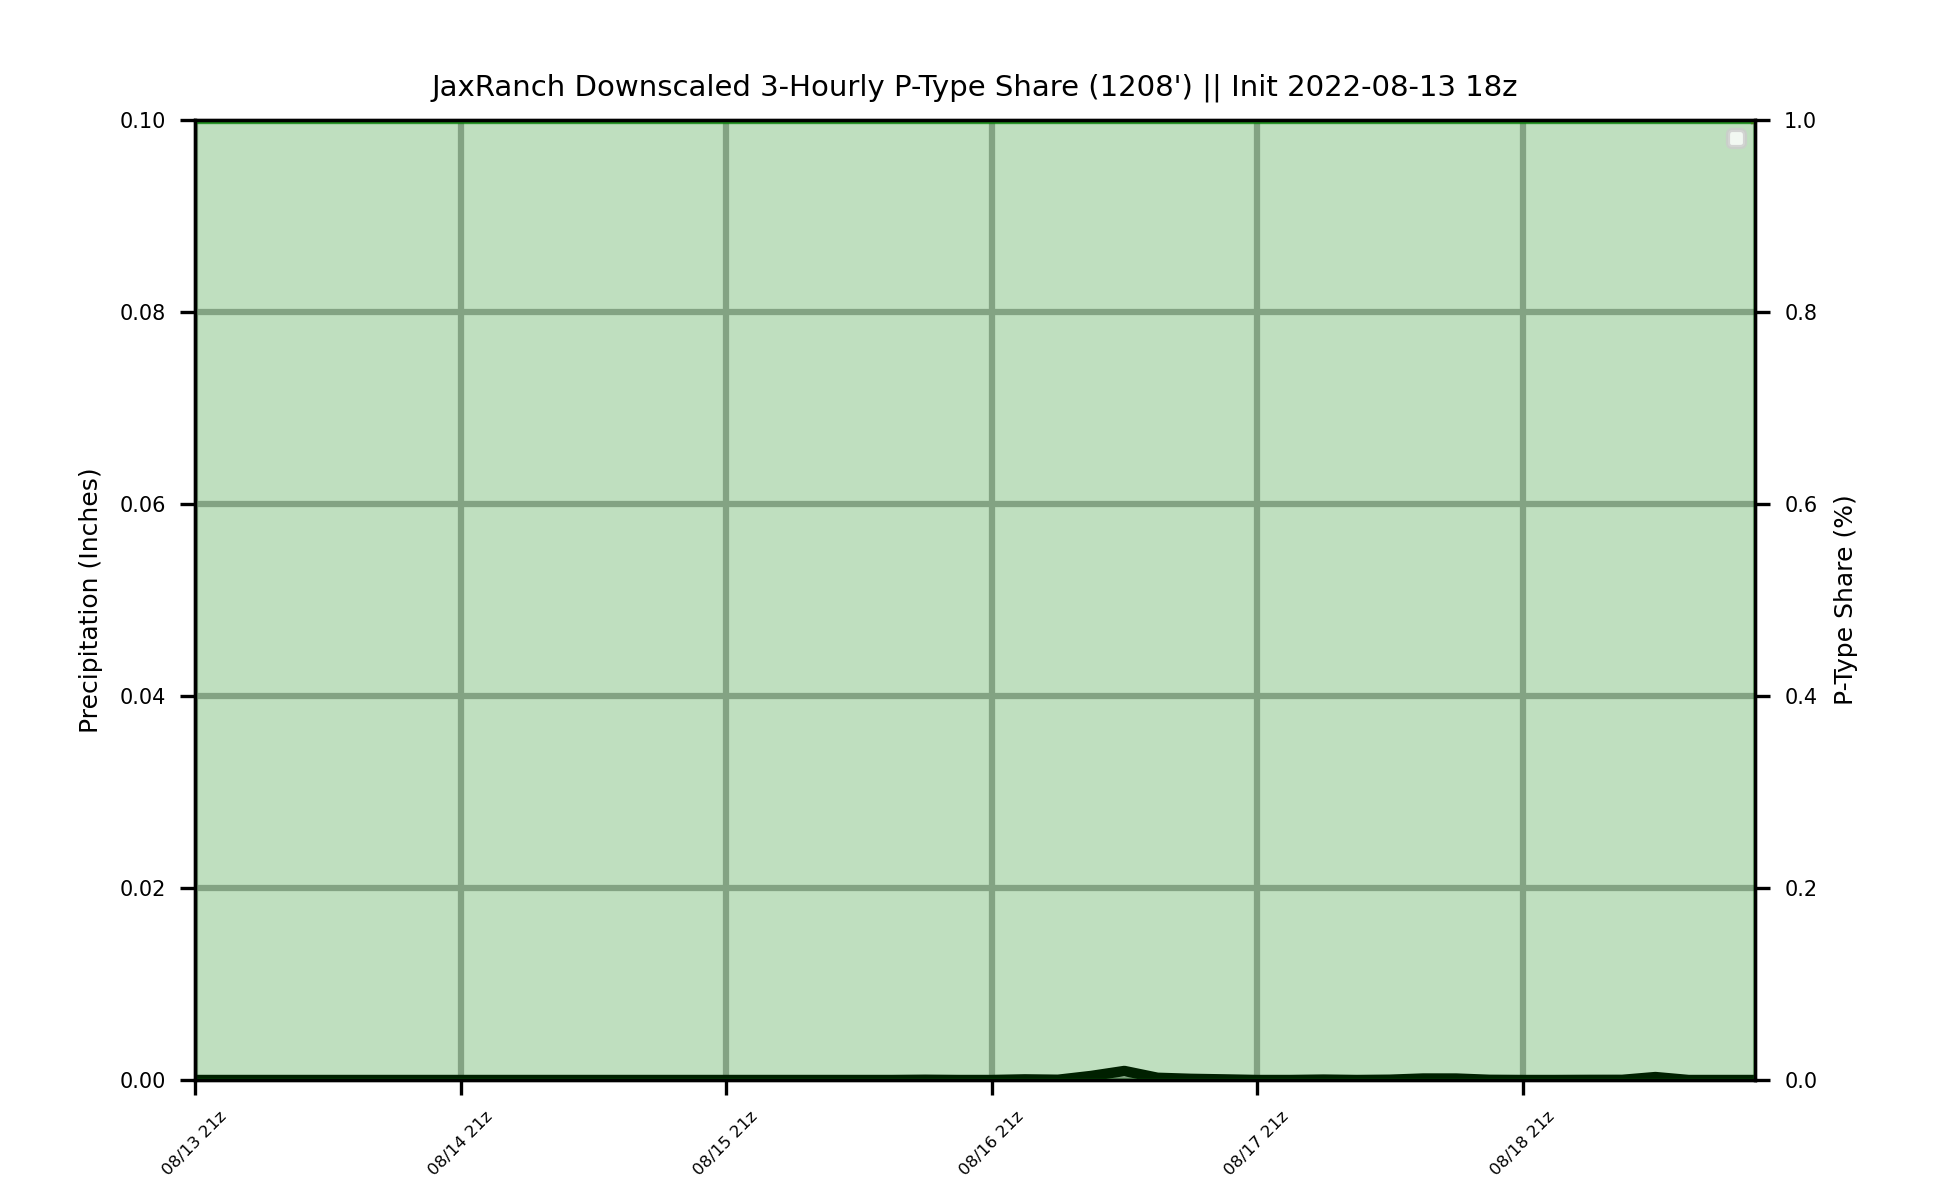 JaxRanch Downscaled 3-Hourly P-Type Share (1208') || Init 2022-08-13 18z
0.10
0.08
0.06
0.04
0.02
0.00
Precipitation (Inches)
1.0
0.8
0.6
0.4
0.2
0.0
P-Type Share (%)
08/13 21z
08/14 21z
08/15 21z
08/16 21z
08/17 21z
08/18 21z